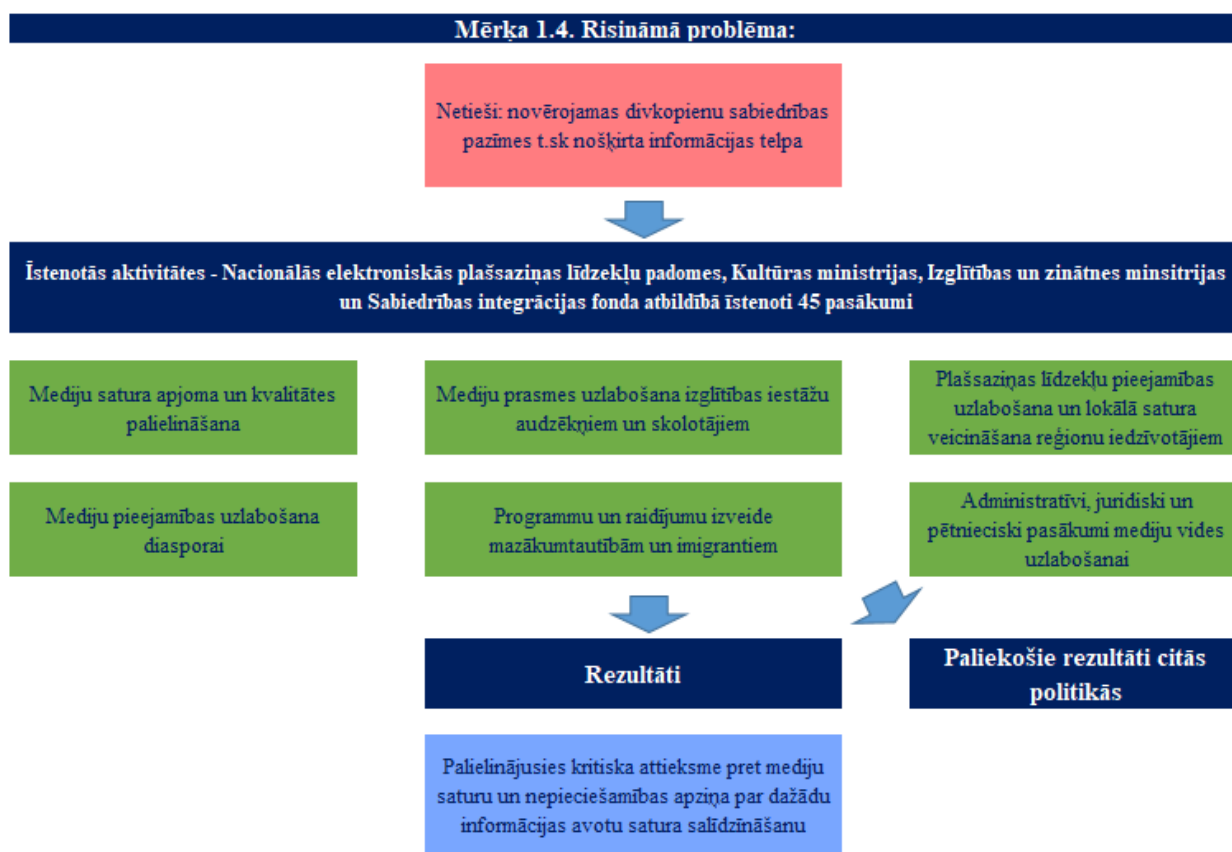 Mērķa 1.4. Risināmā problēma:
Netieši: novērojamas divkopienu sabiedrības
pazīmes t.sk nošķirta informācijas telpa
Īstenotās aktivitātes - Nacionālās elektroniskās plašsaziņas līdzekļu padomes, Kultūras ministrijas, Izglītības un zinātnes minsitrijas
un Sabiedrības integrācijas fonda atbildībā īstenoti 45 pasākumi
Mediju satura apjoma un kvalitātes
palielināšana
Mediju prasmes uzlabošana izglītības iestāžu
audzēkņiem un skolotājiem
Plašsaziņas līdzekļu pieejamības
uzlabošana un lokālā satura
veicināšana reģionu iedzīvotājiem
Mediju pieejamības uzlabošana
diasporai
Programmu un raidījumu izveide
mazākumtautībām un imigrantiem
Administratīvi, juridiski un
pētnieciski pasākumi mediju vides
uzlabošanai
Rezultāti
Paliekošie rezultāti citās
politikās
Palielinājusies kritiska attieksme pret mediju
saturu un nepieciešamības apziņa par dažādu
informācijas avotu satura salīdzināšanu